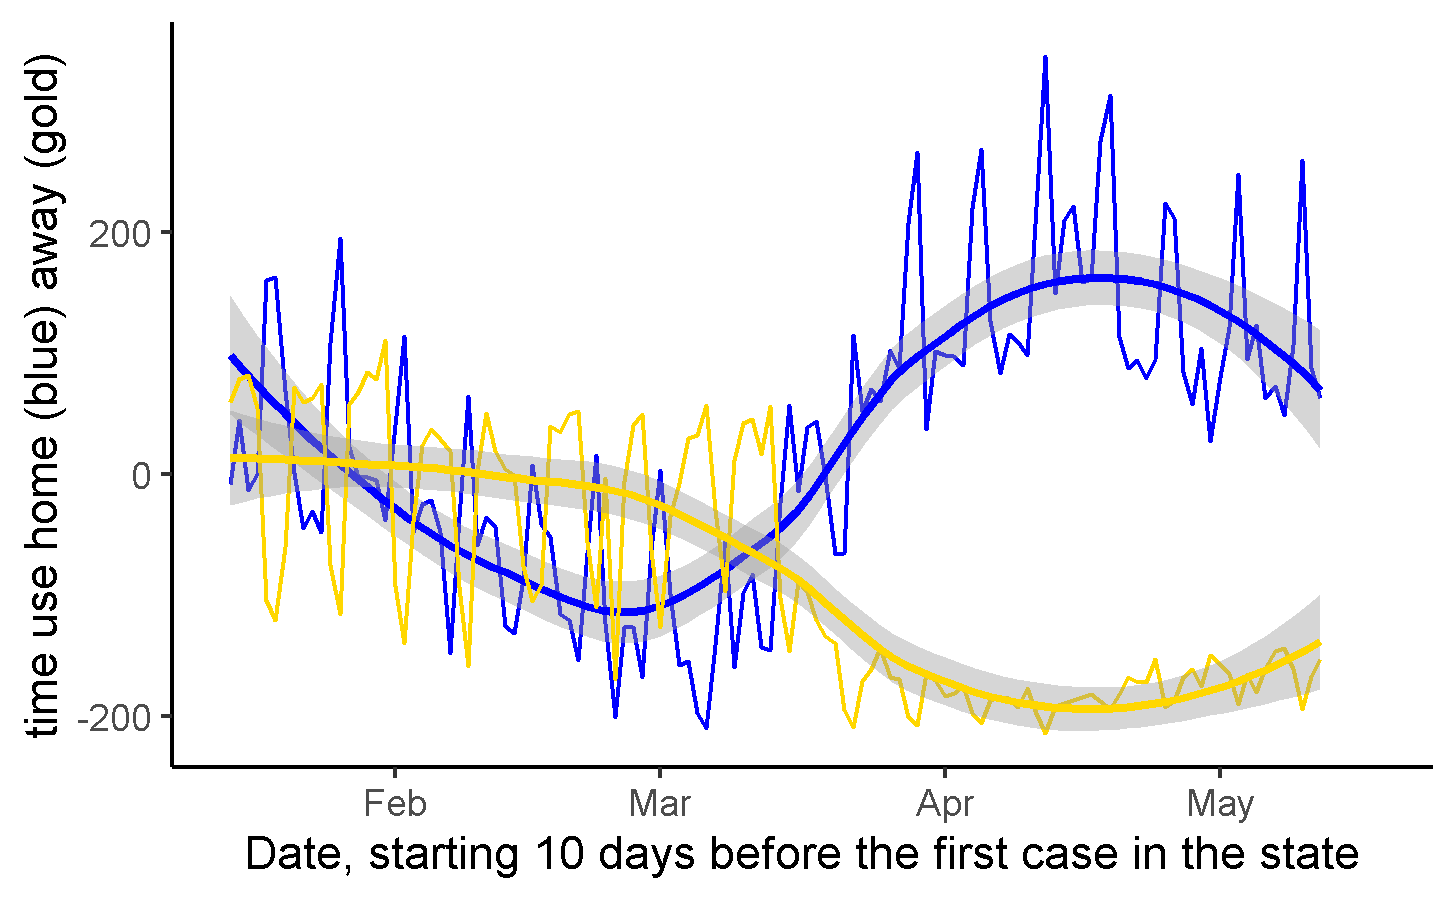 time use home (blue) away (gold)
200
0
-200
Feb Mar Apr May
Date, starting 10 days before the first case in the state